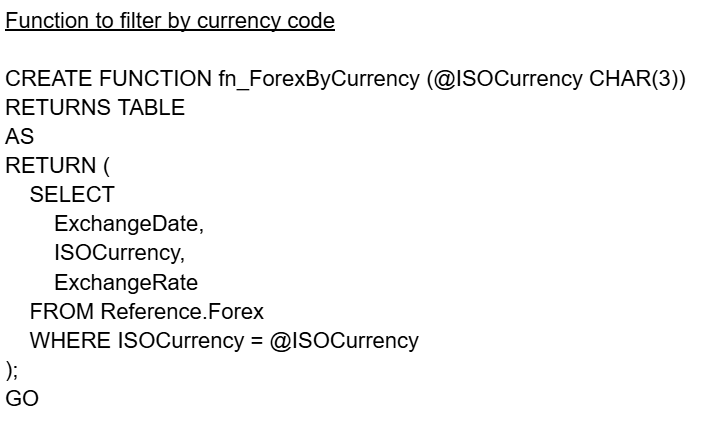 Function to filter by currency code
CREATE FUNCTION fn_ForexByCurrency (@ISOCurrency CHAR(3))
RETURNS TABLE
AS
RETURN (
SELECT
ExchangeDate,
ISOCurrency,
ExchangeRate
FROM Reference.Forex
WHERE ISOCurrency = @ISOCurrency
);
GO